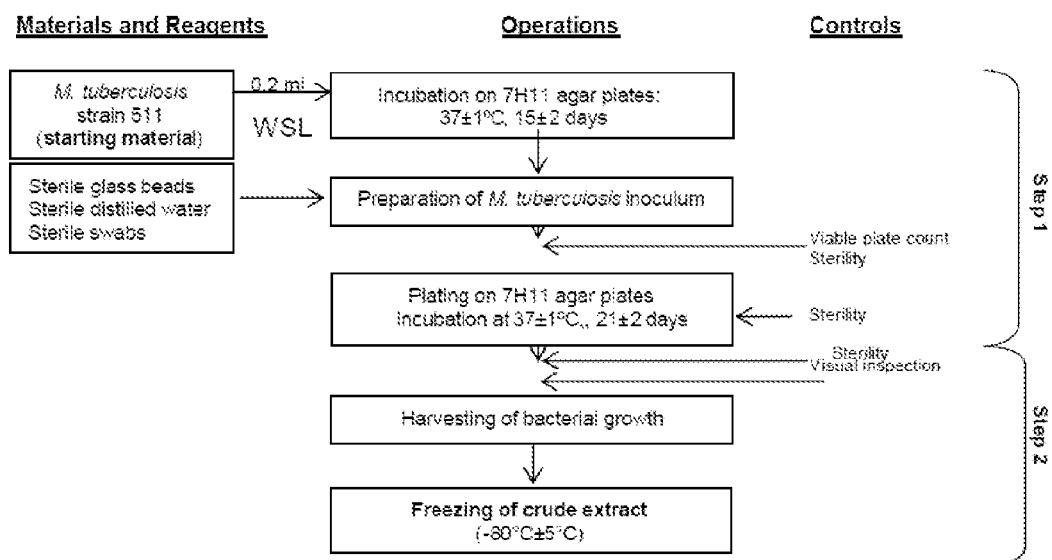 Materials and Reagents
Operations
Controls
M. tuberculosis
strain 511
(starting material)
0.2 ml
WSL
Incubation on 7H11 agar plates:
37±1ºC, 15±2 days
Sterile glass beads
Sterile distilled water
Sterile swabs
Preparation of M. tuberculosis inoculum
Viable plate count
Sterility
Plating on 7H11 agar plates
Incubation at 37±1ºC,, 21±2 days
Sterility
Sterility
Visual inspection
Harvesting of bacterial growth
Freezing of crude extract
(-80°C±5°C)
Step 1
Step 2